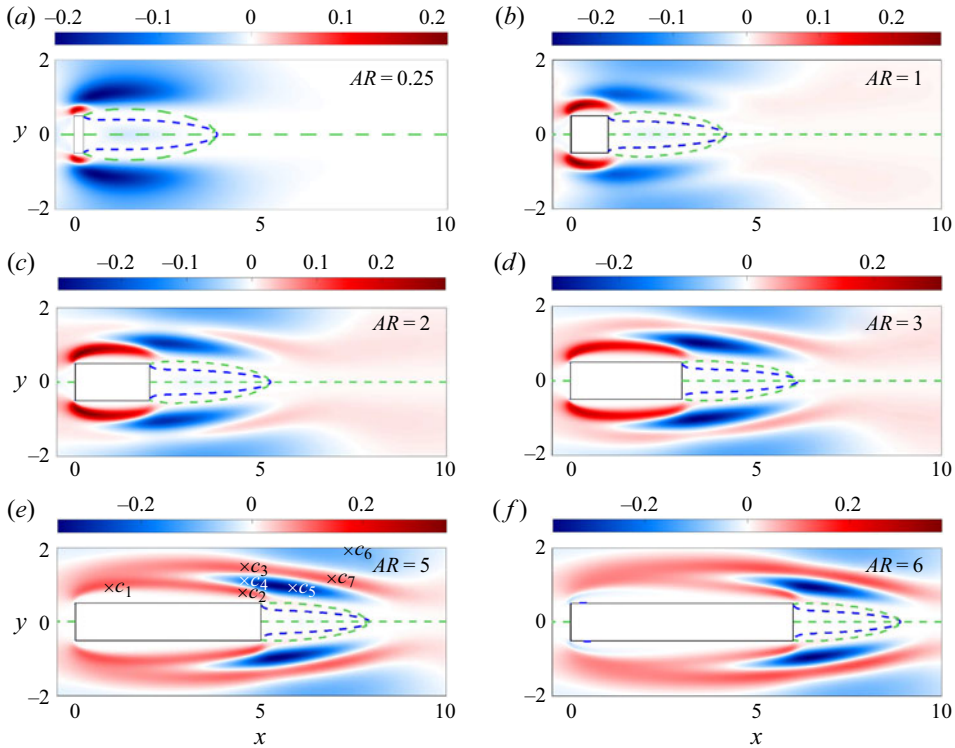 (a) (b)
−0.2 −0.1 0 0.1 0.2 −0.2 −0.1 0 0.1 0.2
2 AR = 0.25 2 AR = 1
y 0 0
−2 −2
0 5 10 0 5 10
(c) (d)
−0.2 −0.1 0 0.1 0.2 −0.2 0 0.2
2 AR = 2 2 AR = 3
y 0 0
−2 −2
0 5 10 0 5 10
(e) (f)
−0.2 0 0.2 −0.2 0 0.2
2 ×c6 2
×c3 ×c7 AR = 5 AR = 6
×c1 ×c4 ×c5
×c2
y 0 0
−2 −2
0 5 10 0 5 10
x x